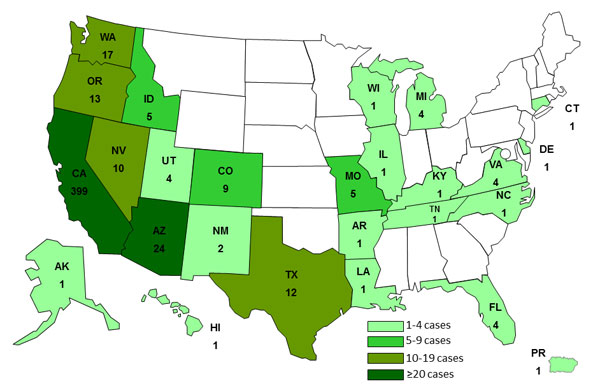 WA
17
OR
13
ID
5
WI
1
MI
4
CT
1
NV
10
UT
4
CO
9
CA
399
IL
1
DE
1
MO
5
KY
1
VA
4
NC
1
TN
1
AZ
24
NM
2
AR
1
TX
12
LA
1
AK
1
FL
4
HI
1
1-4 cases
5-9 cases
10-19 cases
≥20 cases
PR
1